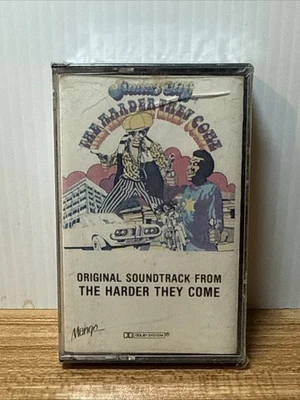 Jimmy Cliff
THE HARDER THEY COME
ORIGINAL SOUNDTRACK FROM
THE HARDER THEY COME
Mango
DOLBY SYSTEM